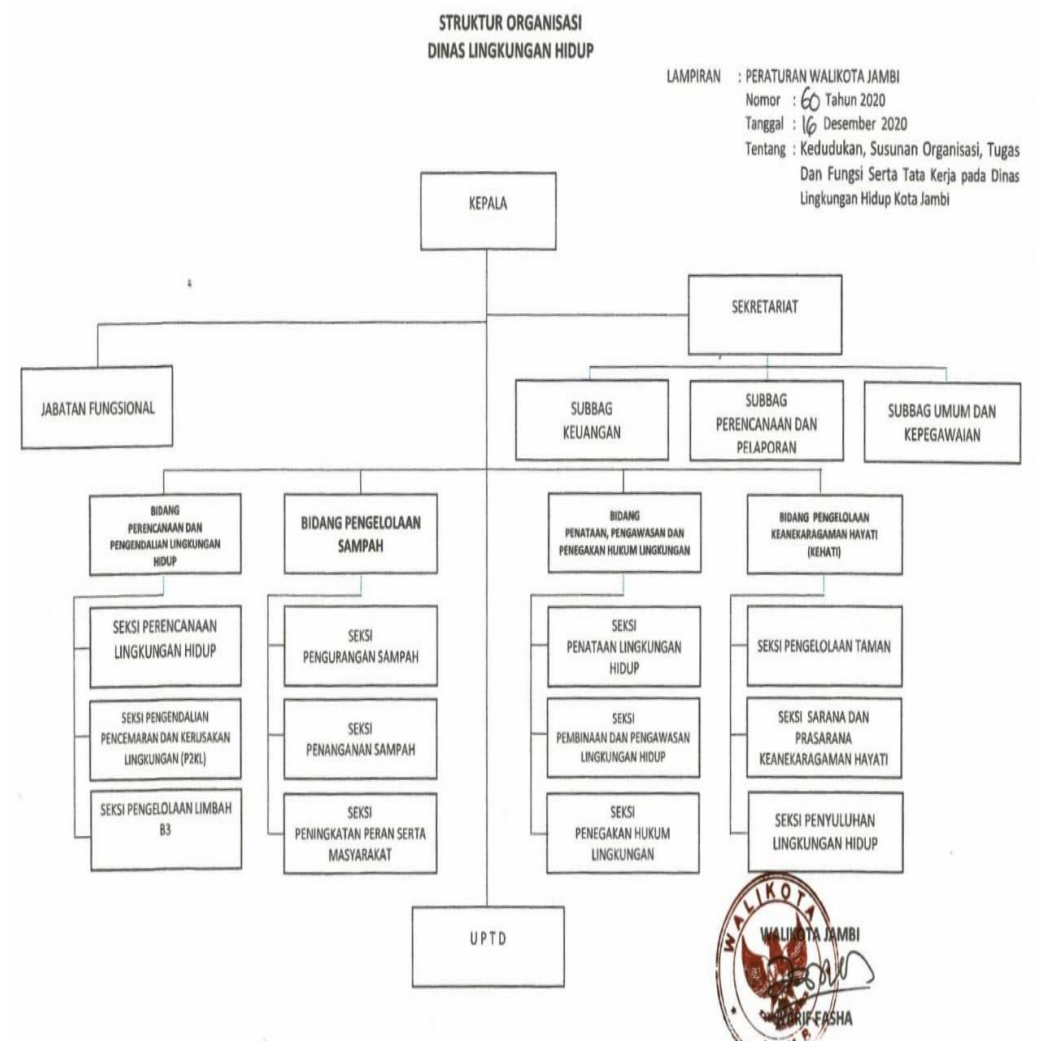 STRUKTUR ORGANISASI
DINAS LINGKUNGAN HIDUP
LAMPIRAN : PERATURAN WALIKOTA JAMBI
Nomor : 60 Tahun 2020
Tanggal : 16 Desember 2020
Tentang : Kedudukan, Susunan Organisasi, Tugas
Dan Fungsi Serta Tata Kerja pada Dinas
Lingkungan Hidup Kota Jambi
KEPALA
SEKRETARIAT
JABATAN FUNGSIONAL
SUBBAG
KEUANGAN
SUBBAG
PERENCANAAN DAN
PELAPORAN
SUBBAG UMUM DAN
KEPEGAWAIAN
BIDANG
PERENCANAAN DAN
PENGENDALIAN LINGKUNGAN
HIDUP
BIDANG PENGELOLAAN
SAMPAH
BIDANG
PENATAAN, PENGAWASAN DAN
PENEGAKAN HUKUM LINGKUNGAN
BIDANG PENGELOLAAN
KEANEKARAGAMAN HAYATI
(KEHATI)
SEKSI PERENCANAAN
LINGKUNGAN HIDUP
SEKSI
PENGURANGAN SAMPAH
SEKSI
PENATAAN LINGKUNGAN
HIDUP
SEKSI PENGELOLAAN TAMAN
SEKSI PENGENDALIAN
PENCEMARAN DAN KERUSAKAN
LINGKUNGAN (P2KL)
SEKSI
PENANGANAN SAMPAH
SEKSI
PEMBINAAN DAN PENGAWASAN
LINGKUNGAN HIDUP
SEKSI SARANA DAN
PRASARANA
KEANEKARAGAMAN HAYATI
SEKSI PENGELOLAAN LIMBAH
B3
SEKSI
PENINGKATAN PERAN SERTA
MASYARAKAT
SEKSI
PENEGAKAN HUKUM
LINGKUNGAN
SEKSI PENYULUHAN
LINGKUNGAN HIDUP
UPTD
WALIKOTA
WALIKOTA JAMBI
FASHA